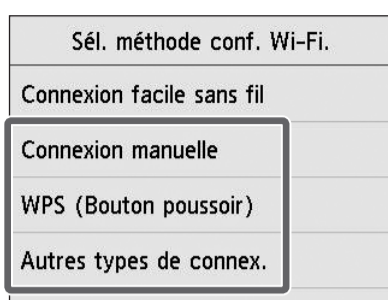 Sél. méthode conf. Wi-Fi.
Connexion facile sans fil
Connexion manuelle
WPS (Bouton poussoir)
Autres types de connex.